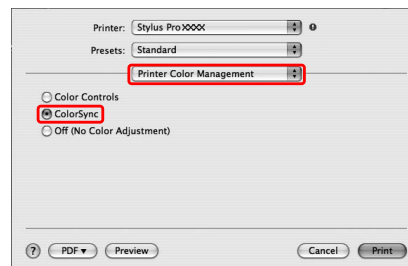 Printer: Stylus Pro XXXX
Presets: Standard
Printer Color Management
Color Controls
ColorSync
Off (No Color Adjustment)
? PDF▼ Preview Cancel Print